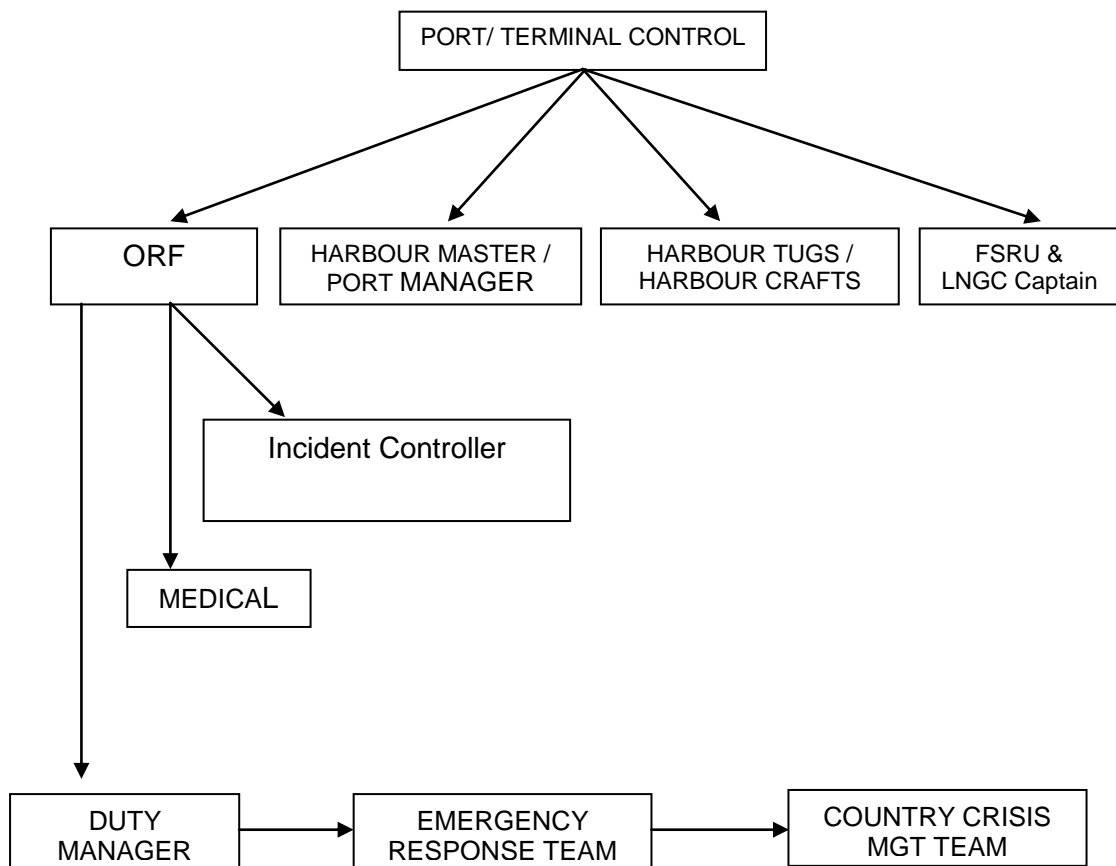 PORT/ TERMINAL CONTROL
ORF
HARBOUR MASTER /
PORT MANAGER
HARBOUR TUGS /
HARBOUR CRAFTS
FSRU &
LNGC Captain
Incident Controller
MEDICAL
DUTY
MANAGER
EMERGENCY
RESPONSE TEAM
COUNTRY CRISIS
MGT TEAM